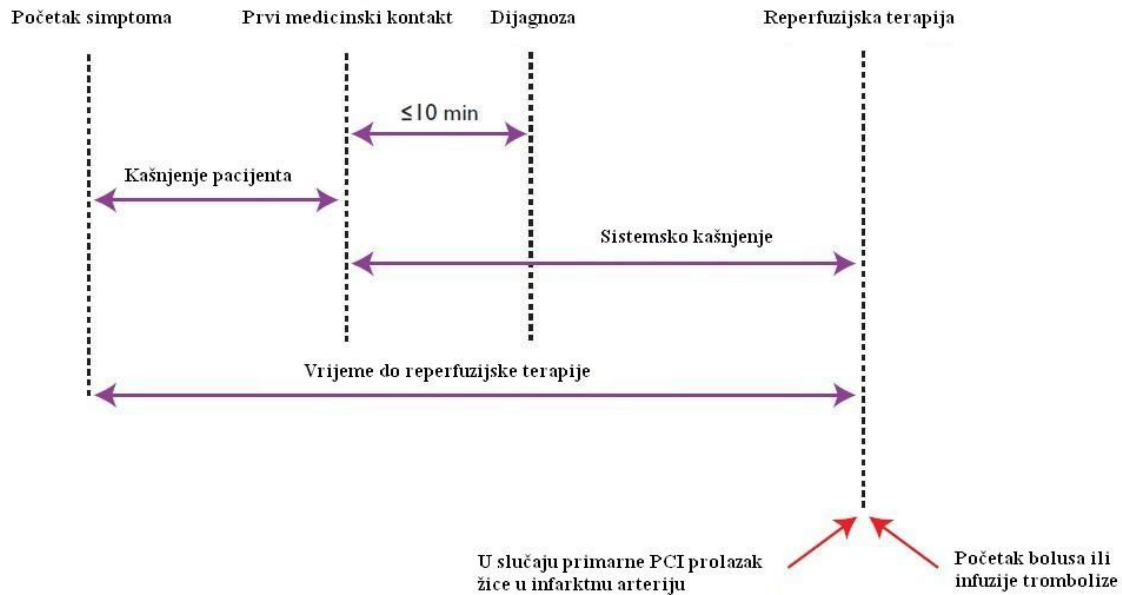 Početak simptoma
Prvi medicinski kontakt
Dijagnoza
Reperfuzijska terapija
≤10 min
Kašnjenje pacijenta
Sistemsko kašnjenje
Vrijeme do reperfuzijske terapije
U slučaju primarne PCI prolazak
žice u infarktnu arteriju
Početak bolusa ili
infuzije trombolize